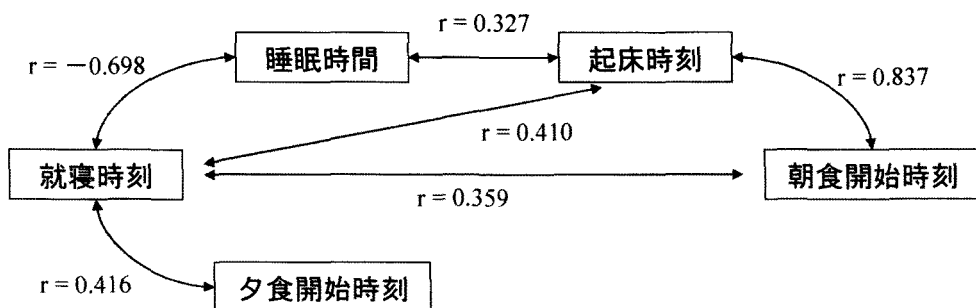 r = 0.327
睡眠時間
起床時刻
r = －0.698
r = 0.837
r = 0.410
就寝時刻
朝食開始時刻
r = 0.359
r = 0.416
夕食開始時刻